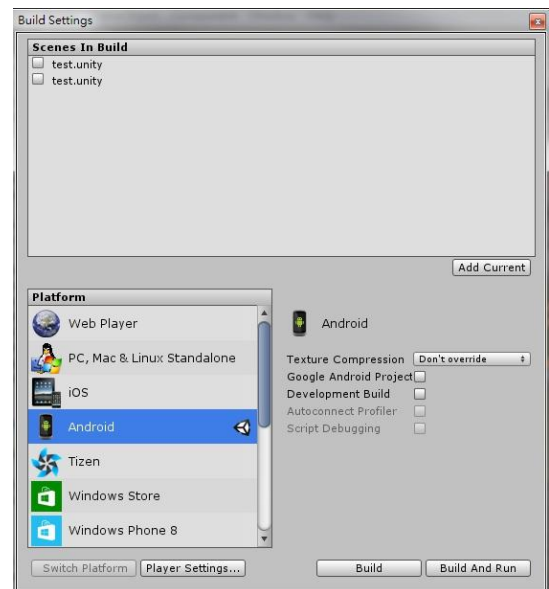 Build Settings
Scenes In Build
test.unity
test.unity
Add Current
Platform
Web Player
PC, Mac & Linux Standalone
iOS
Android
Tizen
Windows Store
Windows Phone 8
Android
Texture Compression Don't override
Google Android Project
Development Build
Autoconnect Profiler
Script Debugging
Switch Platform Player Settings... Build Build And Run